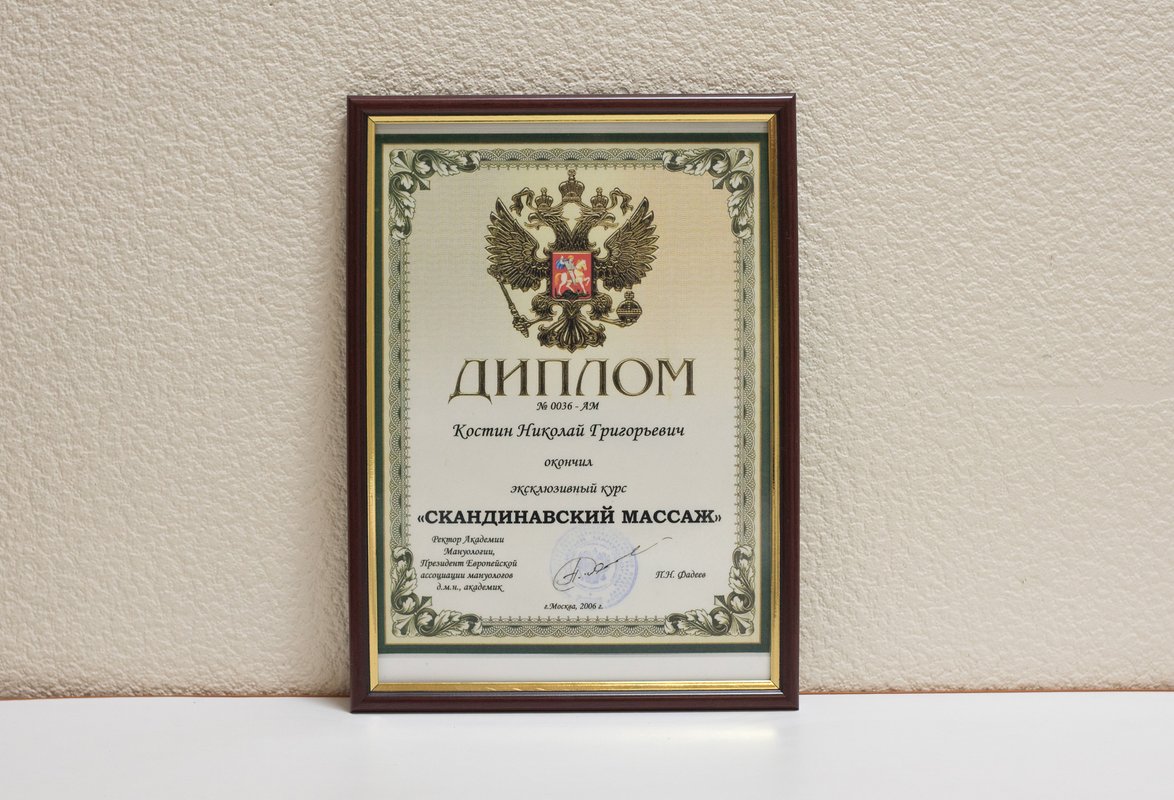 ДИПЛОМ
№ 0036 - АМ
Костин Николай Григорьевич
окончил
эксклюзивный курс
«СКАНДИНАВСКИЙ МАССАЖ»
Ректор Академии
Мануологии,
Президент Европейской
ассоциации мануологов
д.м.н., академик
П.Н. Фадеев
г.Москва, 2006 г.